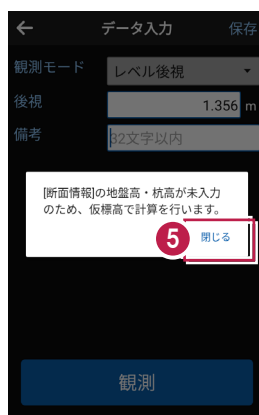 ← データ入力 保存
観測モード レベル後視
後視 1.356 m
備考 32文字以内
[断面情報]の地盤高・杭高が未入力
のため、仮標高で計算を行います。
5 閉じる
観測